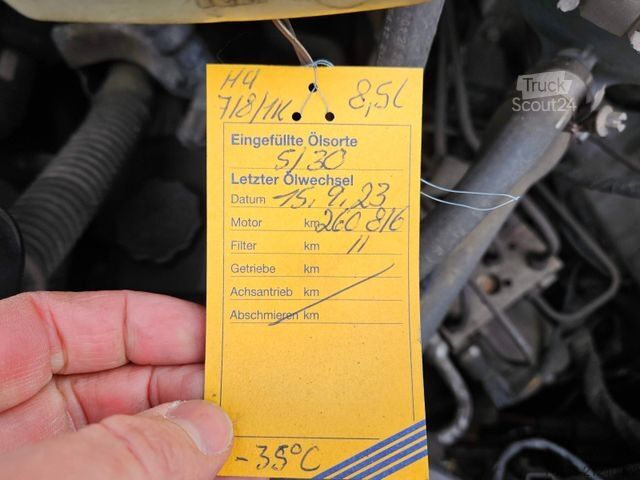 H4
7/8/1K 8,5L
Eingefüllte Ölsorte
5/30
Letzter Ölwechsel
Datum 15.9.23
Motor km 260 816
Filter km 11
Getriebe km
Achsantrieb km
Abschmieren km
-35°C
Truck
Scout24